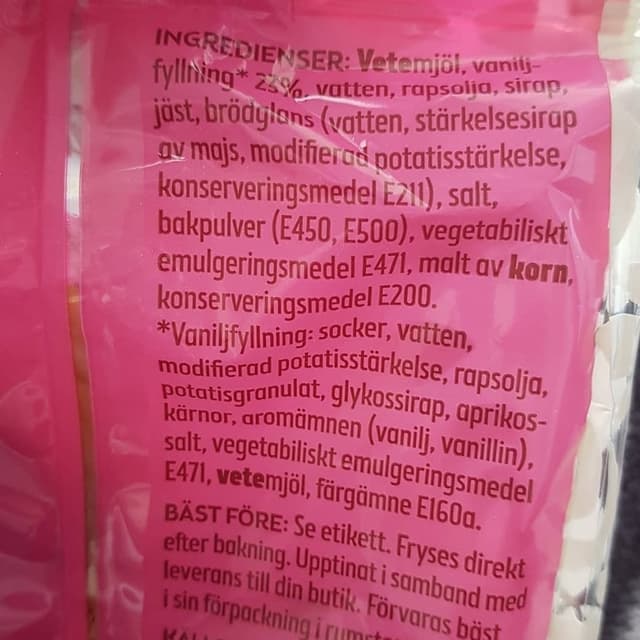 INGREDIENSER: Vetemjöl, vanilj-
fyllning* 23%, vatten, rapsolja, sirap,
jäst, brödglans (vatten, stärkelsesirap
av majs, modifierad potatisstärkelse,
konserveringsmedel E211), salt,
bakpulver (E450, E500), vegetabiliskt
emulgeringsmedel E471, malt av korn,
konserveringsmedel E200.
*Vaniljfyllning: socker, vatten,
modifierad potatisstärkelse, rapsolja,
potatisgranulat, glykossirap, aprikos-
kärnor, aromämnen (vanilj, vanillin),
salt, vegetabiliskt emulgeringsmedel
E471, vetemjöl, färgämne E160a.
BÄST FÖRE: Se etikett. Fryses direkt
efter bakning. Upptinat i samband med
leverans till din butik. Förvaras bäst
i sin förpackning i